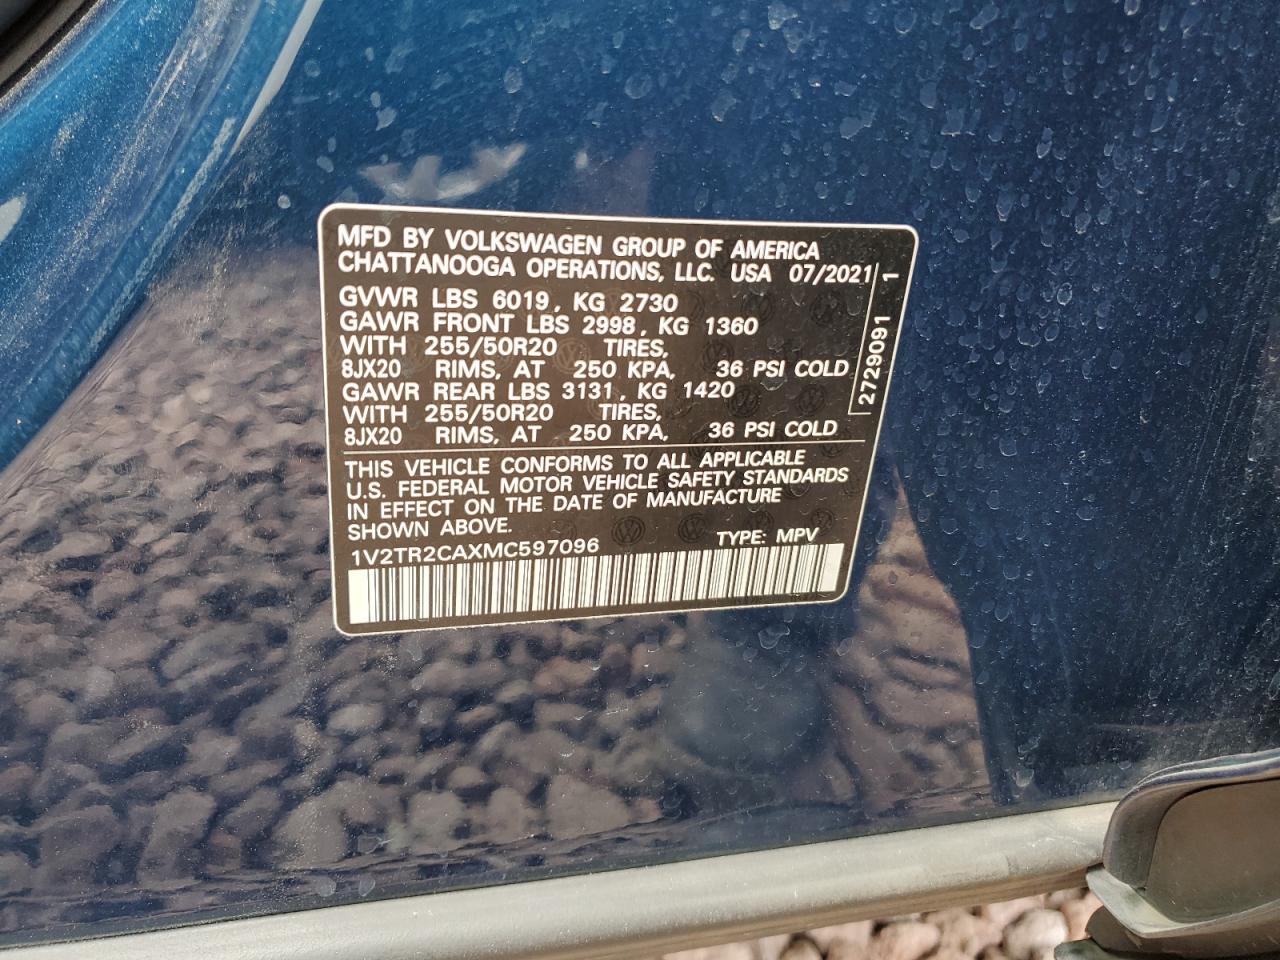 MFD BY VOLKSWAGEN GROUP OF AMERICA
CHATTANOOGA OPERATIONS, LLC. USA 07/2021
GVWR LBS 6019, KG 2730
GAWR FRONT LBS 2998, KG 1360
WITH 255/50R20 TIRES,
8JX20 RIMS, AT 250 KPA, 36 PSI COLD
GAWR REAR LBS 3131, KG 1420
WITH 255/50R20 TIRES,
8JX20 RIMS, AT 250 KPA, 36 PSI COLD
2729091 1
THIS VEHICLE CONFORMS TO ALL APPLICABLE
U.S. FEDERAL MOTOR VEHICLE SAFETY STANDARDS
IN EFFECT ON THE DATE OF MANUFACTURE
SHOWN ABOVE.
TYPE: MPV
1V2TR2CAXMC597096